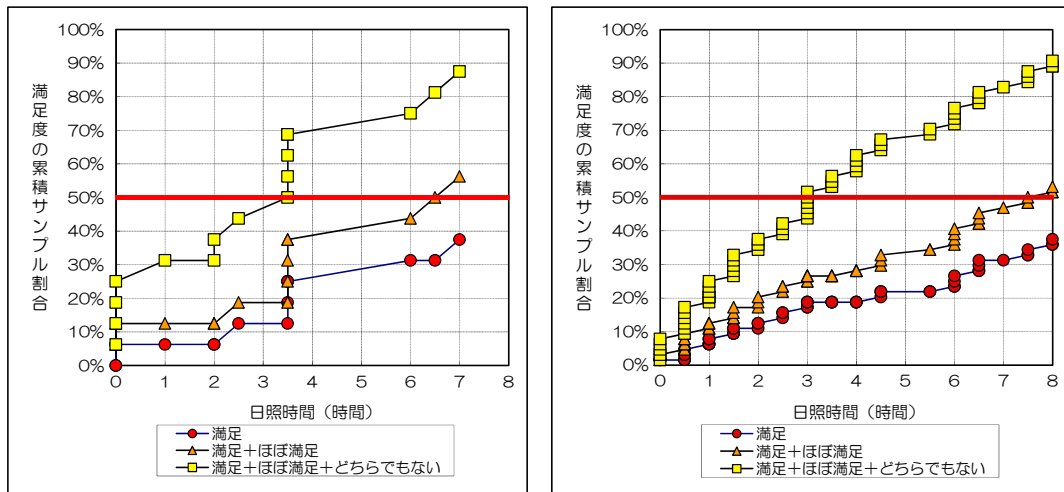 100%
90%
80%
70%
60%
50%
40%
30%
20%
10%
0%
満足度の累積サンプル割合
0 1 2 3 4 5 6 7 8
日照時間（時間）
満足
満足＋ほぼ満足
満足＋ほぼ満足＋どちらでもない
100%
90%
80%
70%
60%
50%
40%
30%
20%
10%
0%
満足度の累積サンプル割合
0 1 2 3 4 5 6 7 8
日照時間（時間）
満足
満足＋ほぼ満足
満足＋ほぼ満足＋どちらでもない